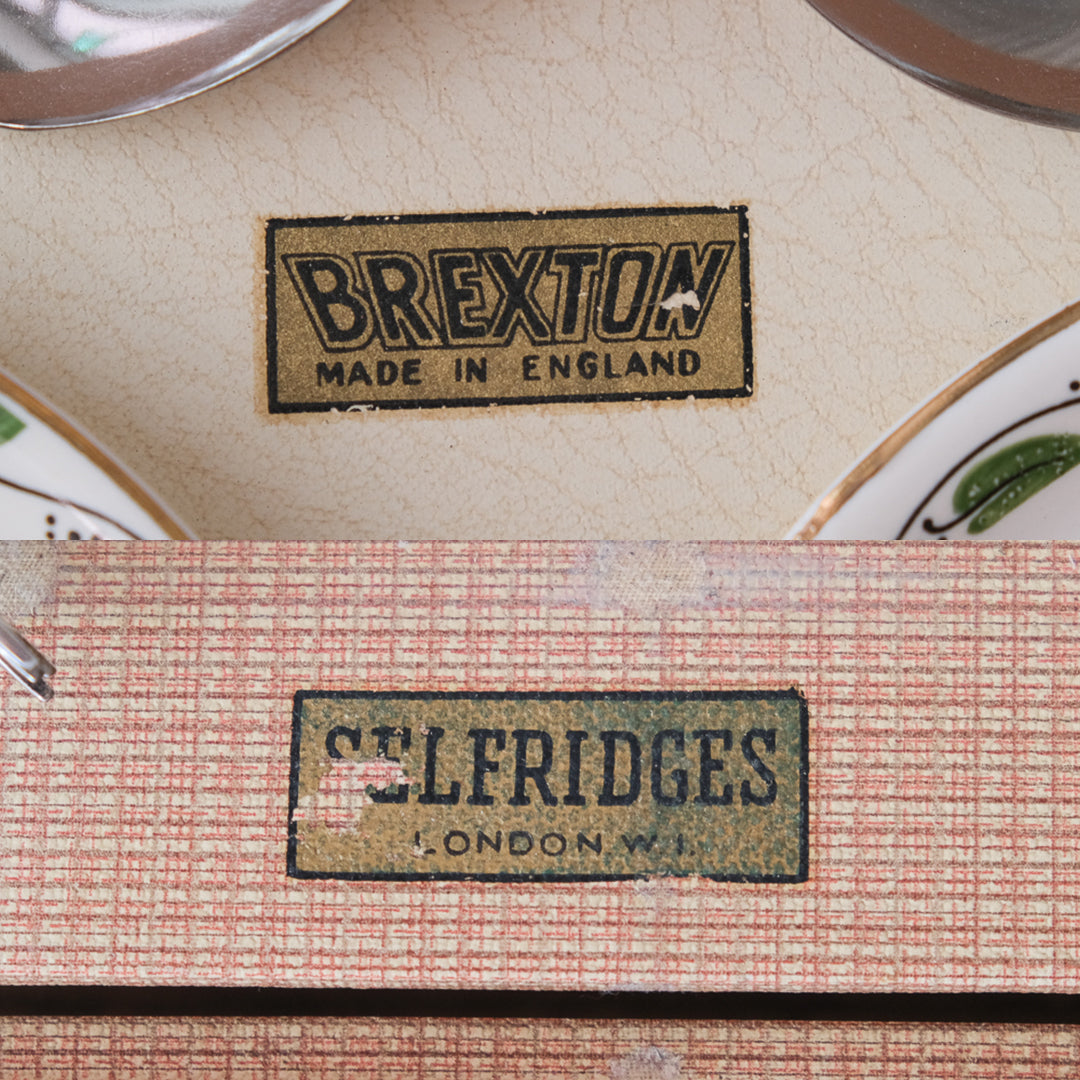 BREXTON
MADE IN ENGLAND
SELFRIDGES
LONDON W.1.